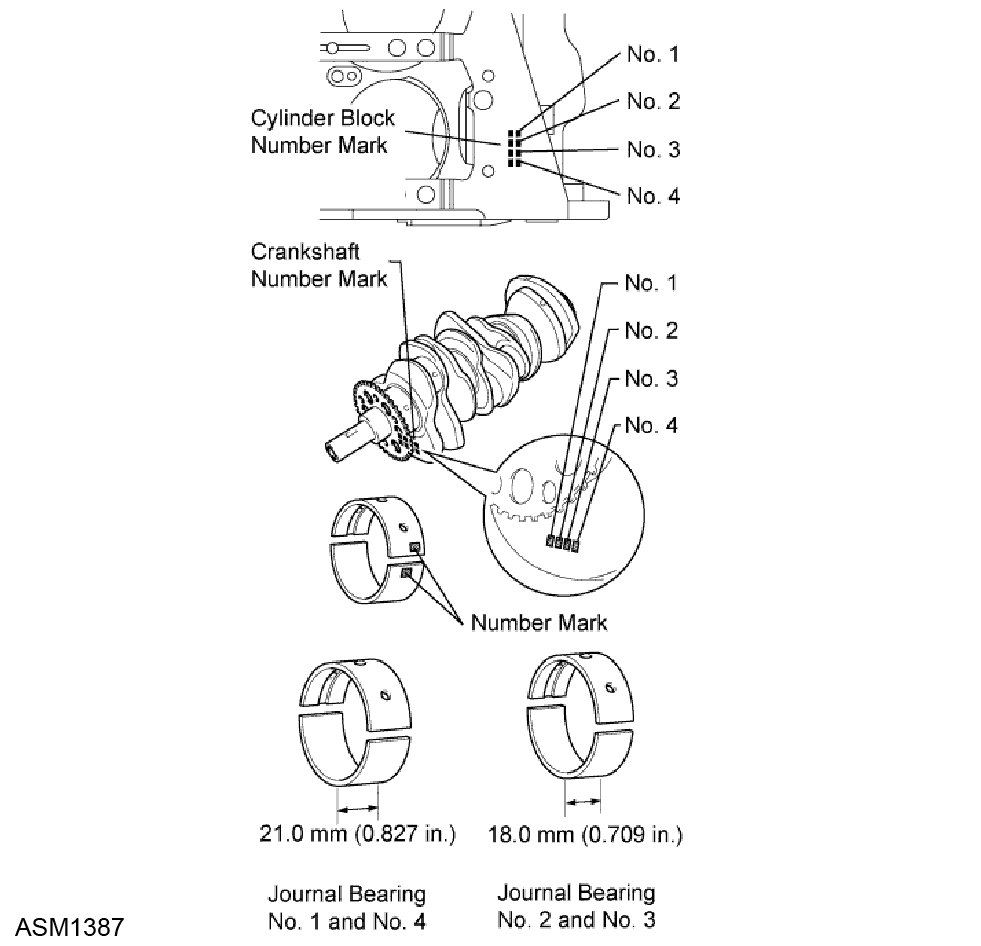 No. 1
No. 2
Cylinder Block
Number Mark
No. 3
No. 4
Crankshaft
Number Mark
No. 1
No. 2
No. 3
No. 4
Number Mark
21.0 mm (0.827 in.)
18.0 mm (0.709 in.)
Journal Bearing
No. 1 and No. 4
Journal Bearing
No. 2 and No. 3
ASM1387